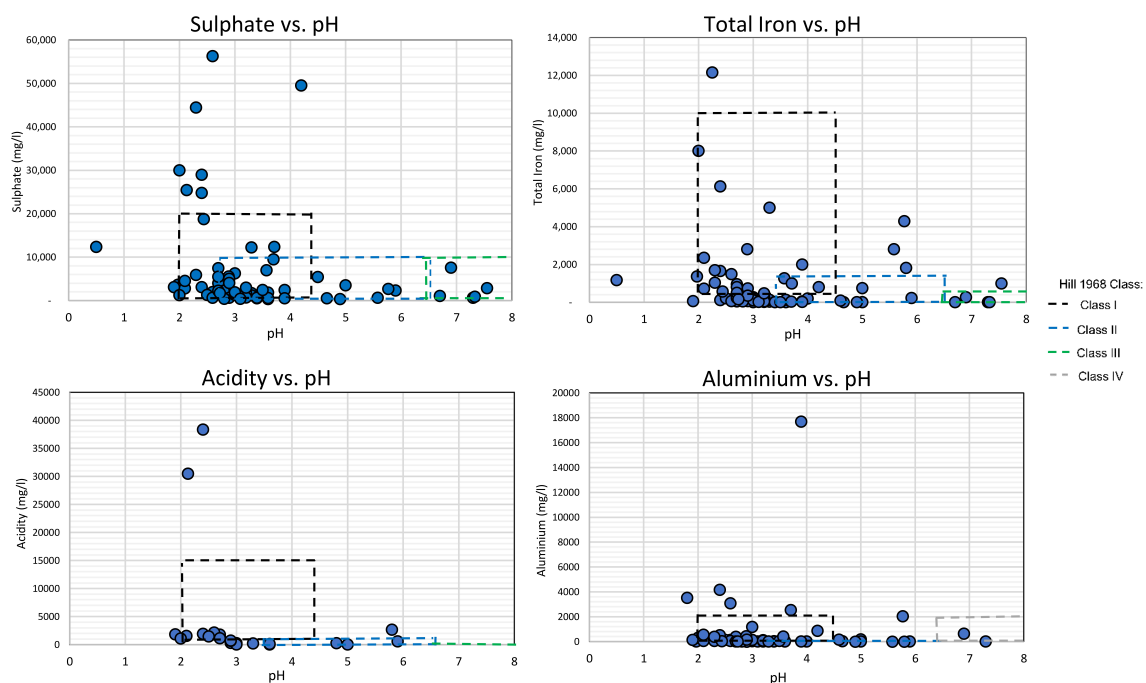 Sulphate vs. pH
60,000
50,000
40,000
30,000
20,000
10,000
-
0 1 2 3 4 5 6 7 8
Sulphate (mg/l)
pH
Total Iron vs. pH
14,000
12,000
10,000
8,000
6,000
4,000
2,000
-
0 1 2 3 4 5 6 7 8
Total Iron (mg/l)
pH
Hill 1968 Class:
Class I
Class II
Class III
Class IV
Acidity vs. pH
45000
40000
35000
30000
25000
20000
15000
10000
5000
0
0 1 2 3 4 5 6 7 8
Acidity (mg/l)
pH
Aluminium vs. pH
20000
18000
16000
14000
12000
10000
8000
6000
4000
2000
0
0 1 2 3 4 5 6 7 8
Aluminium (mg/l)
pH